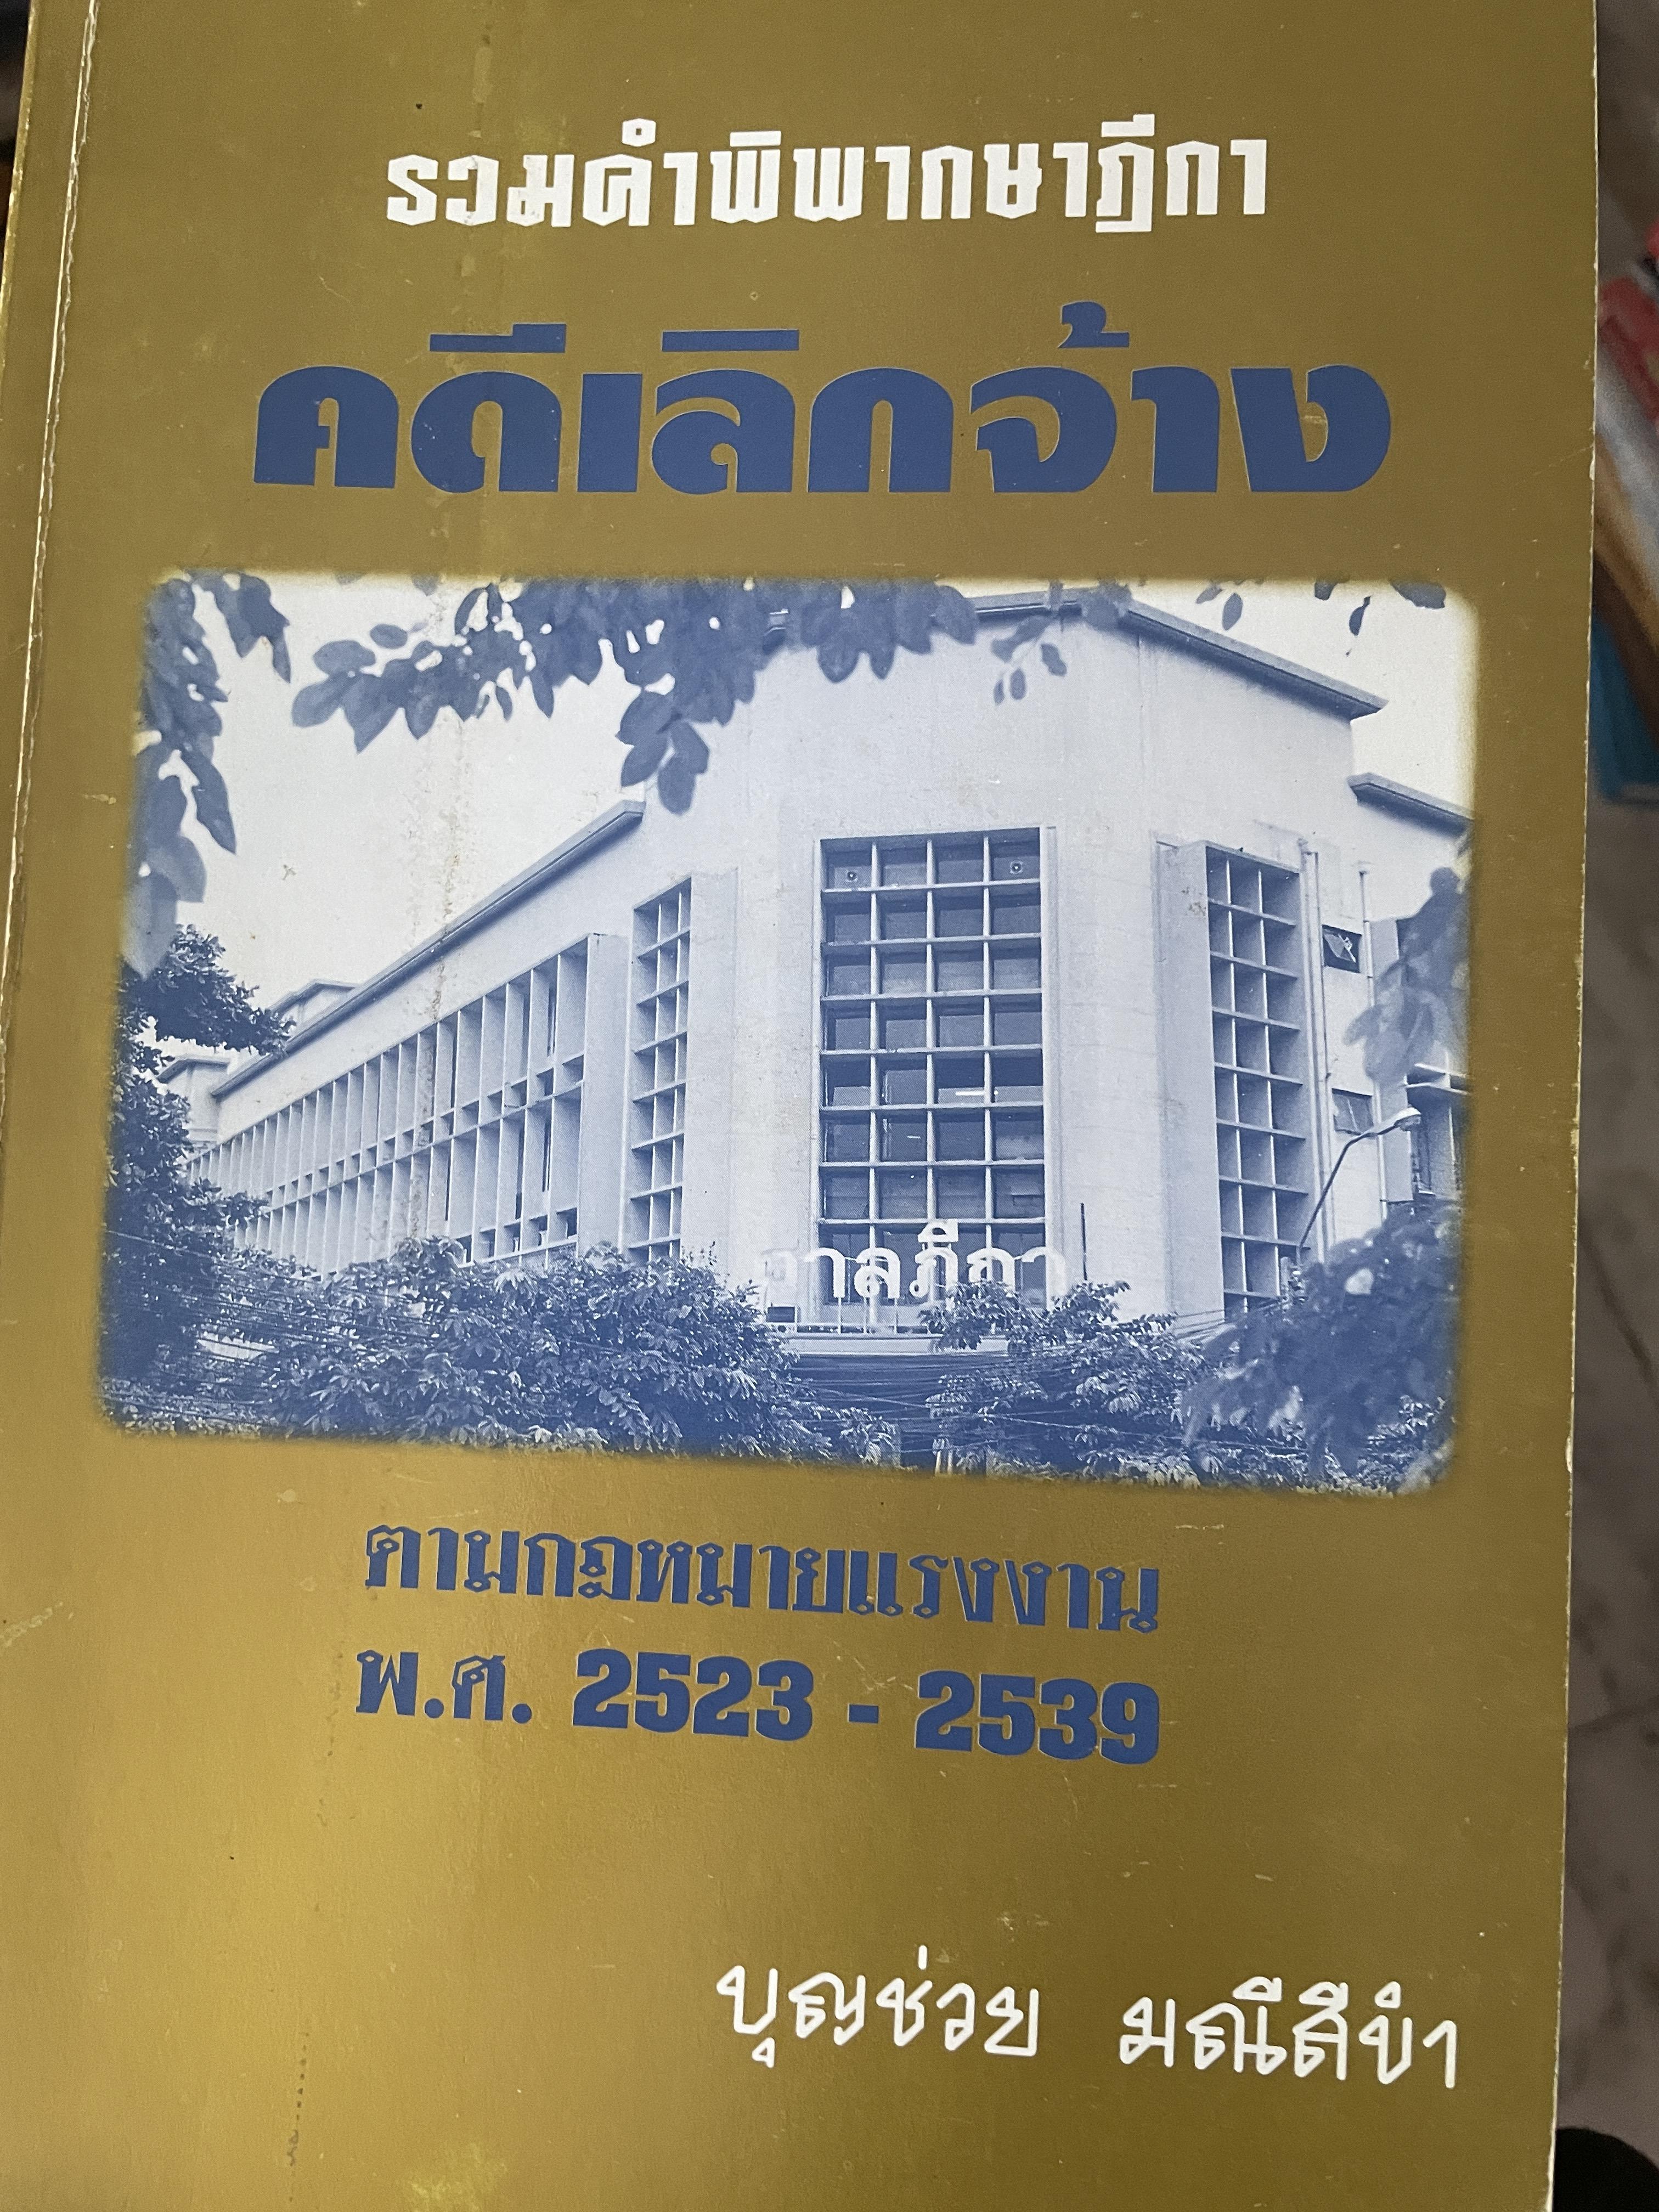 รวมคำพิพากษาฎีกา
คดีเลิกจ้าง
ศาลฎีกา
ตามกฎหมายแรงงาน
พ.ศ. 2523 - 2539
บุญช่วย มณีสีขำ